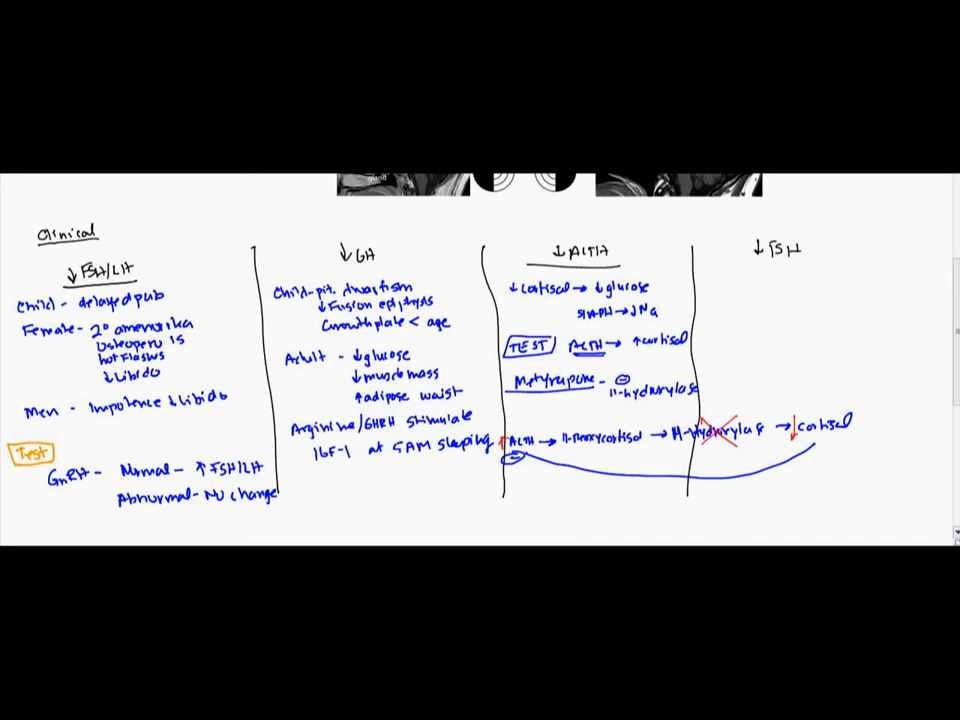 gland
Clinical
↓ FSH/LH
Child - delayed pub
Female - 2° amenorrhea
Osteoporosis
hot flashes
↓ Libido
Men - Impotence ↓ Libido
Test
GnRH - Normal - ↑ FSH/LH
Abnormal - No change
↓ GH
Child - pit. dwarfism
↓ Fusion epiphysis
Growth plate < age
Adult - ↓ glucose
↓ muscle mass
↑ adipose waist
Arginine/GHRH stimulate
IGF-1 at 5AM sleeping
↓ ACTH
↓ cortisol → ↓ glucose
SIADH → ↓ Na
TEST ACTH → ↑ cortisol
Metyrapone - ⊖
11-hydroxylase
↑ ACTH → 11-deoxycortisol → 11-hydroxylase → ↓ cortisol
↓ TSH